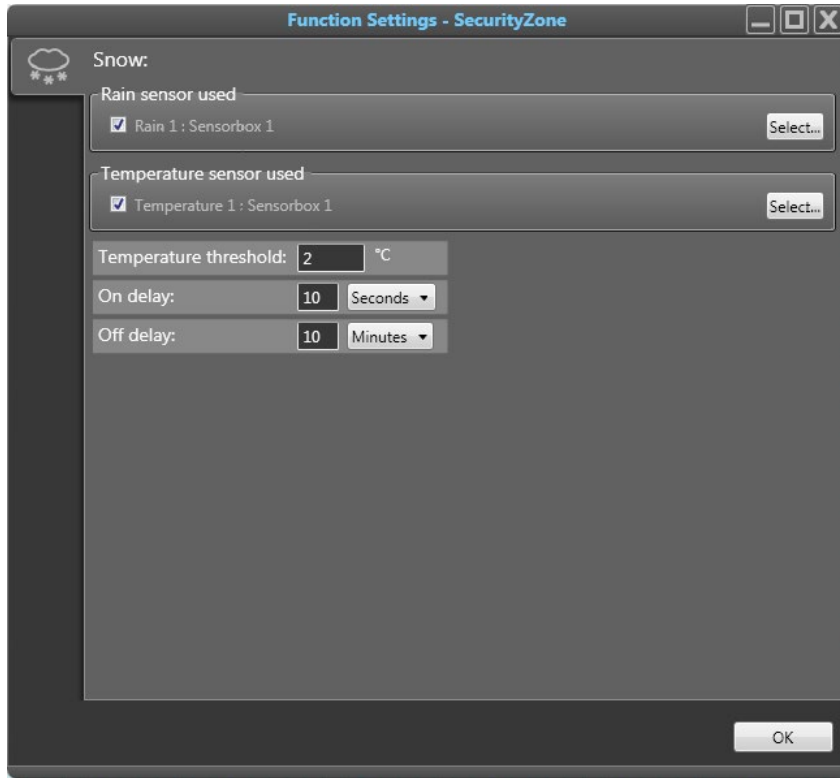 Function Settings - SecurityZone
Snow:
Rain sensor used
Rain 1 : Sensorbox 1
Select...
Temperature sensor used
Temperature 1 : Sensorbox 1
Select...
Temperature threshold: 2 °C
On delay: 10 Seconds
Off delay: 10 Minutes
OK